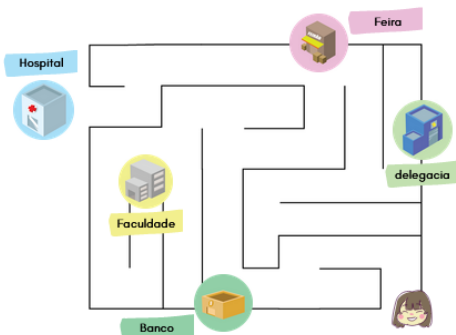 Feira
Hospital
delegacia
Faculdade
Banco